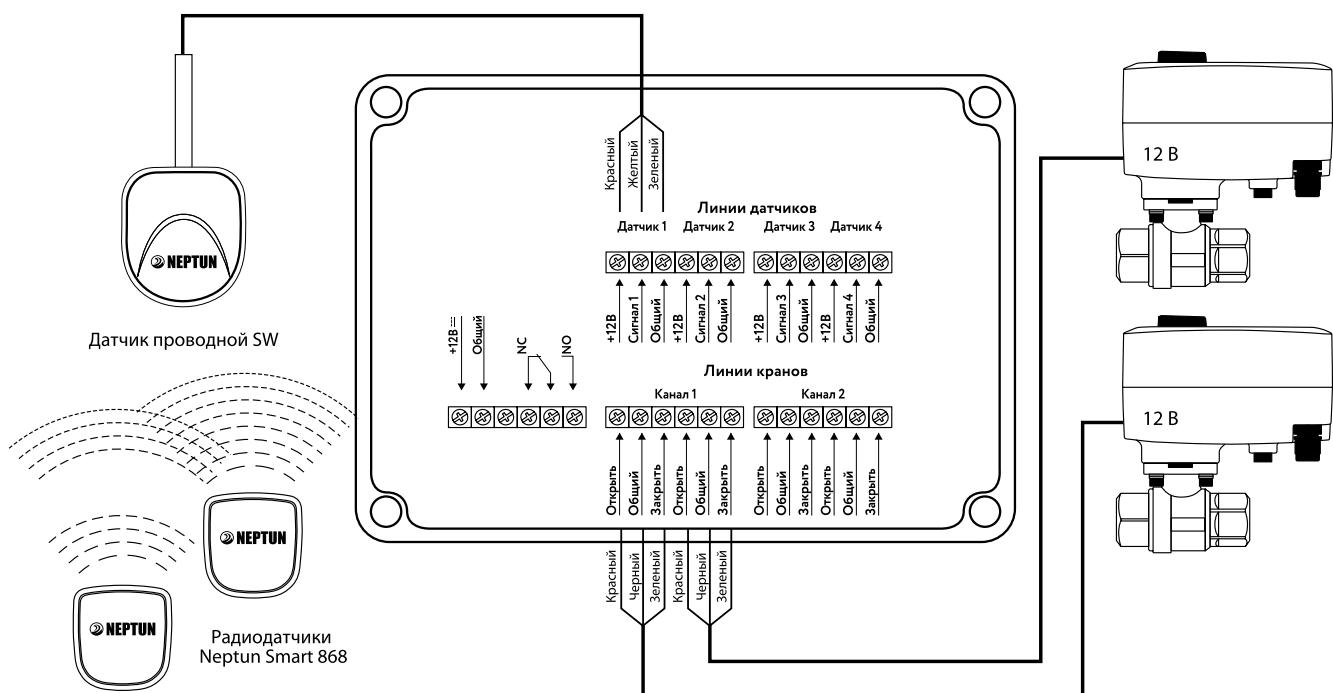 Красный
Желтый
Зеленый
12 В
Линии датчиков
Датчик 1 Датчик 2 Датчик 3 Датчик 4
NEPTUN
Датчик проводной SW
+12В
Сигнал 1
Общий
+12В
Сигнал 2
Общий
+12В
Сигнал 3
Общий
+12В
Сигнал 4
Общий
+12В
Общий
NC
NO
Линии кранов
Канал 1 Канал 2
12 В
Открыть
Общий
Закрыть
Открыть
Общий
Закрыть
Открыть
Общий
Закрыть
Открыть
Общий
Закрыть
NEPTUN
Красный
Черный
Зеленый
Красный
Черный
Зеленый
NEPTUN
Радиодатчики
Neptun Smart 868